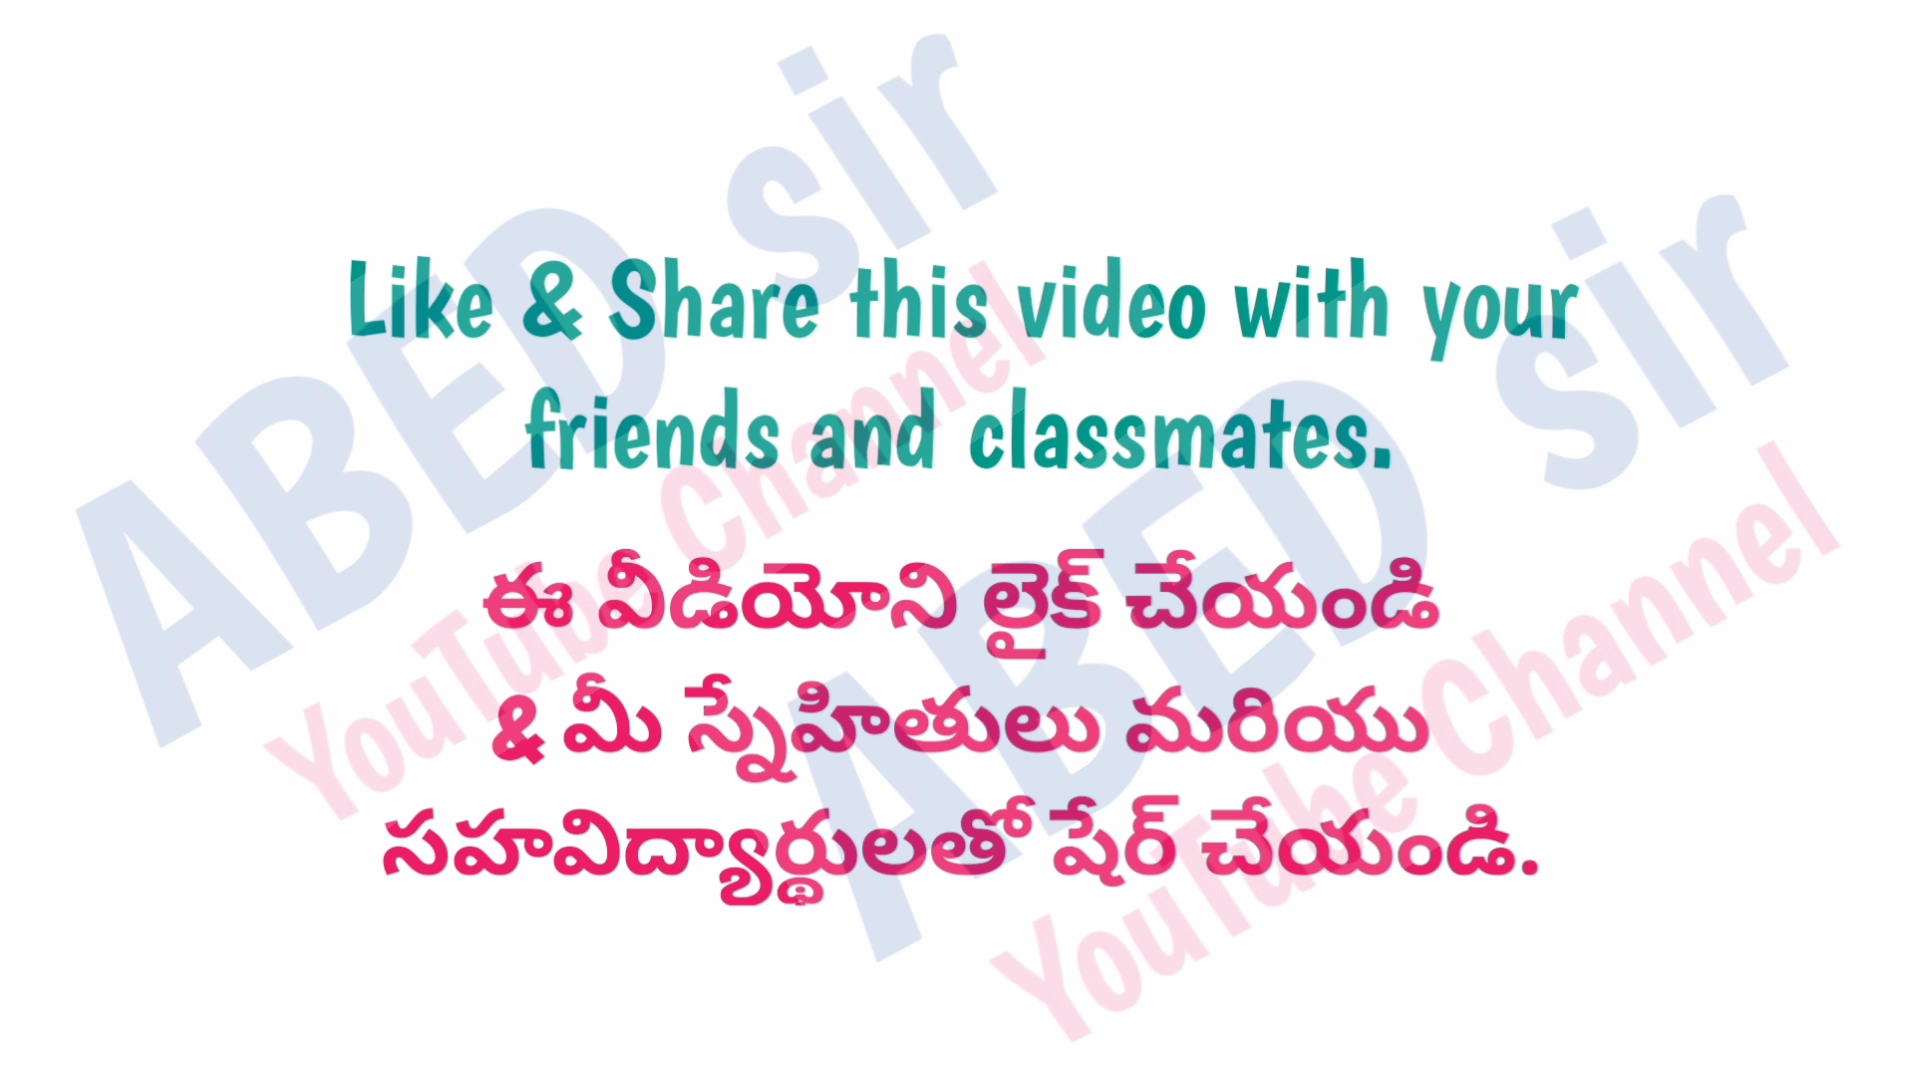 Like & Share this video with your
friends and classmates.
ఈ వీడియోని లైక్ చేయండి
& మీ స్నేహితులు మరియు
సహవిద్యార్థులతో షేర్ చేయండి.
ABED sir
YouTube Channel
ABED sir
YouTube Channel